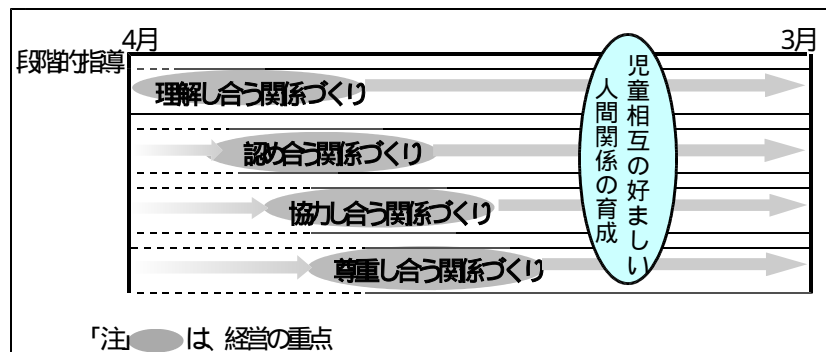 4月
3月
段階的指導
理解し合う関係づくり
認め合う関係づくり
協力し合う関係づくり
尊重し合う関係づくり
児童相互の好ましい
人間関係の育成
「注」 は、経営の重点